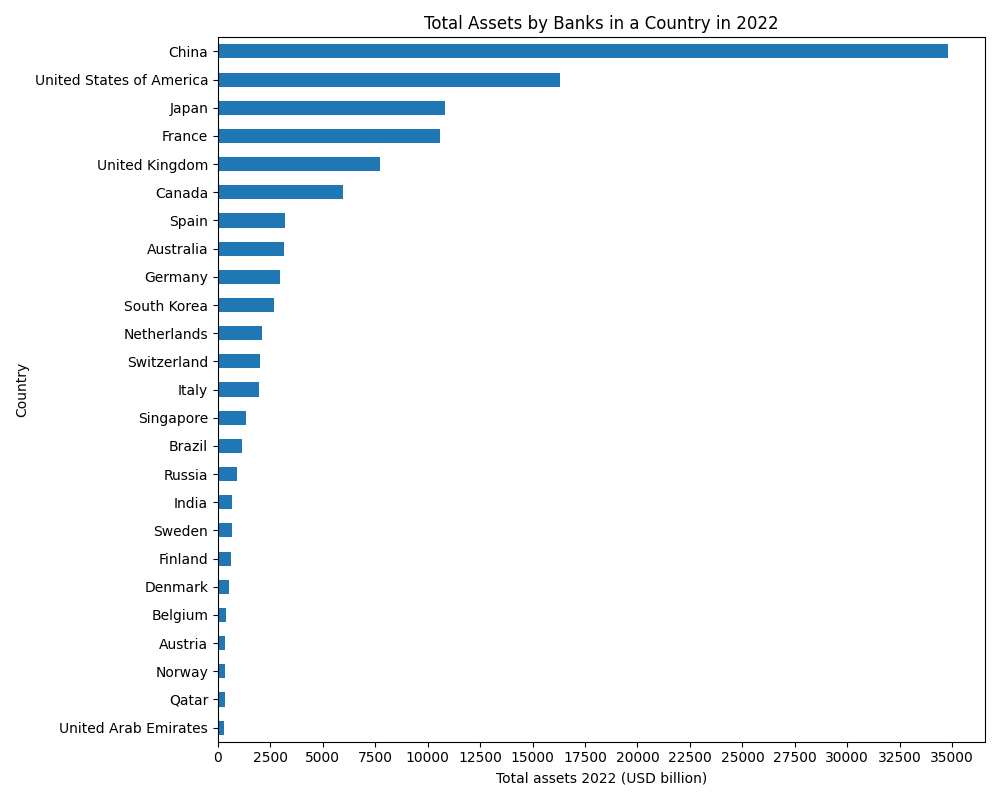 Total Assets by Banks in a Country in 2022
Country
China
United States of America
Japan
France
United Kingdom
Canada
Spain
Australia
Germany
South Korea
Netherlands
Switzerland
Italy
Singapore
Brazil
Russia
India
Sweden
Finland
Denmark
Belgium
Austria
Norway
Qatar
United Arab Emirates
0 2500 5000 7500 10000 12500 15000 17500 20000 22500 25000 27500 30000 32500 35000
Total assets 2022 (USD billion)